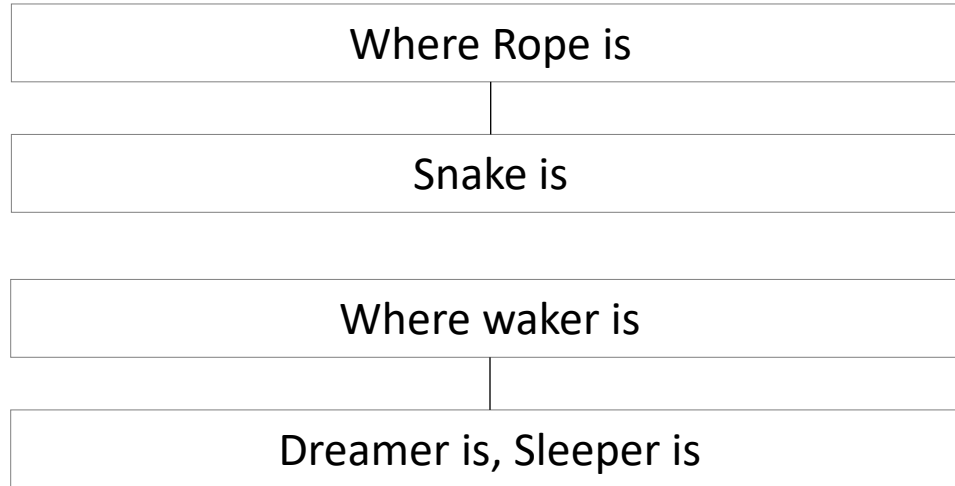 Where Rope is
Snake is
Where waker is
Dreamer is, Sleeper is